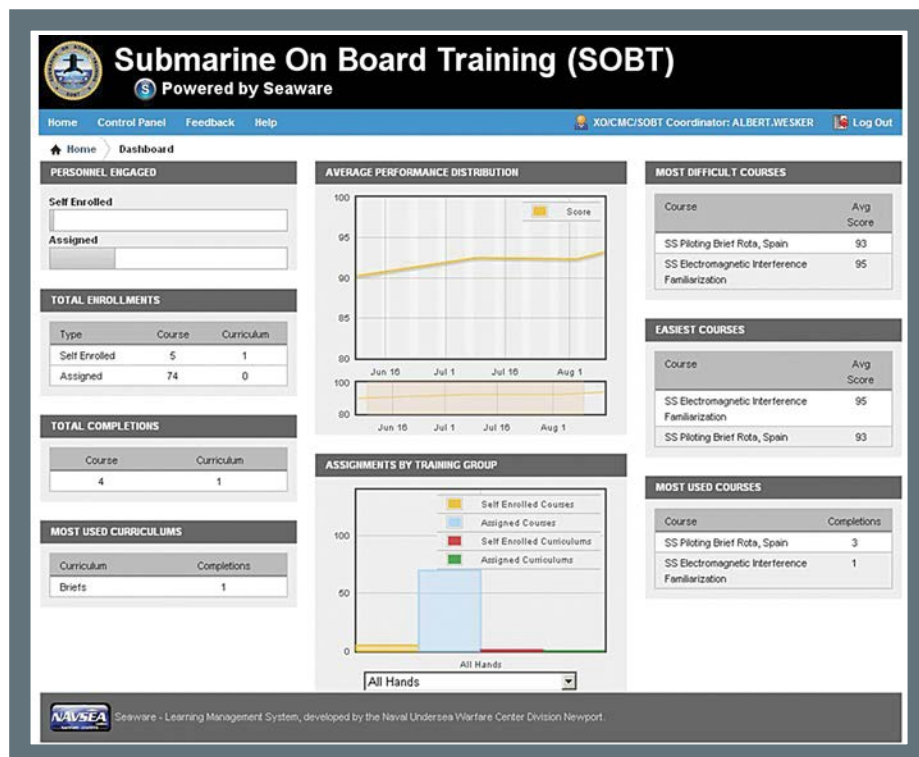 Submarine On Board Training (SOBT)
S Powered by Seaware
Home Control Panel Feedback Help XO/CMC/SOBT Coordinator: ALBERT.WESKER Log Out
Home Dashboard
PERSONNEL ENGAGED
Self Enrolled
Assigned
TOTAL ENROLLMENTS
Type Course Curriculum
Self Enrolled 5 1
Assigned 74 0
TOTAL COMPLETIONS
Course Curriculum
4 1
MOST USED CURRICULUMS
Curriculum Completions
Briefs 1
AVERAGE PERFORMANCE DISTRIBUTION
Score
100
95
90
85
80
Jun 16 Jul 1 Jul 16 Aug 1
100
80
Jun 16 Jul 1 Jul 16 Aug 1
ASSIGNMENTS BY TRAINING GROUP
Self Enrolled Courses
Assigned Courses
Self Enrolled Curriculums
Assigned Curriculums
100
50
0
All Hands
All Hands
MOST DIFFICULT COURSES
Course Avg
Score
SS Piloting Brief Rota, Spain 93
SS Electromagnetic Interference 95
Familiarization
EASIEST COURSES
Course Avg
Score
SS Electromagnetic Interference 95
Familiarization
SS Piloting Brief Rota, Spain 93
MOST USED COURSES
Course Completions
SS Piloting Brief Rota, Spain 3
SS Electromagnetic Interference 1
Familiarization
NAVSEA
Seaware - Learning Management System, developed by the Naval Undersea Warfare Center Division Newport.